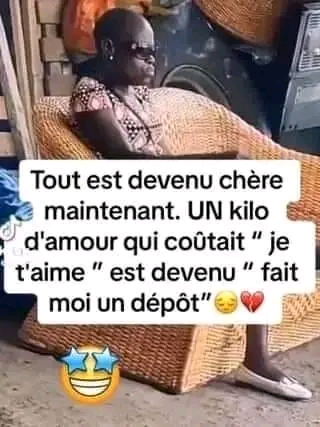 Tout est devenu chère
maintenant. UN kilo
d'amour qui coûtait “ je
t'aime ” est devenu “ fait
moi un dépôt”😔💔